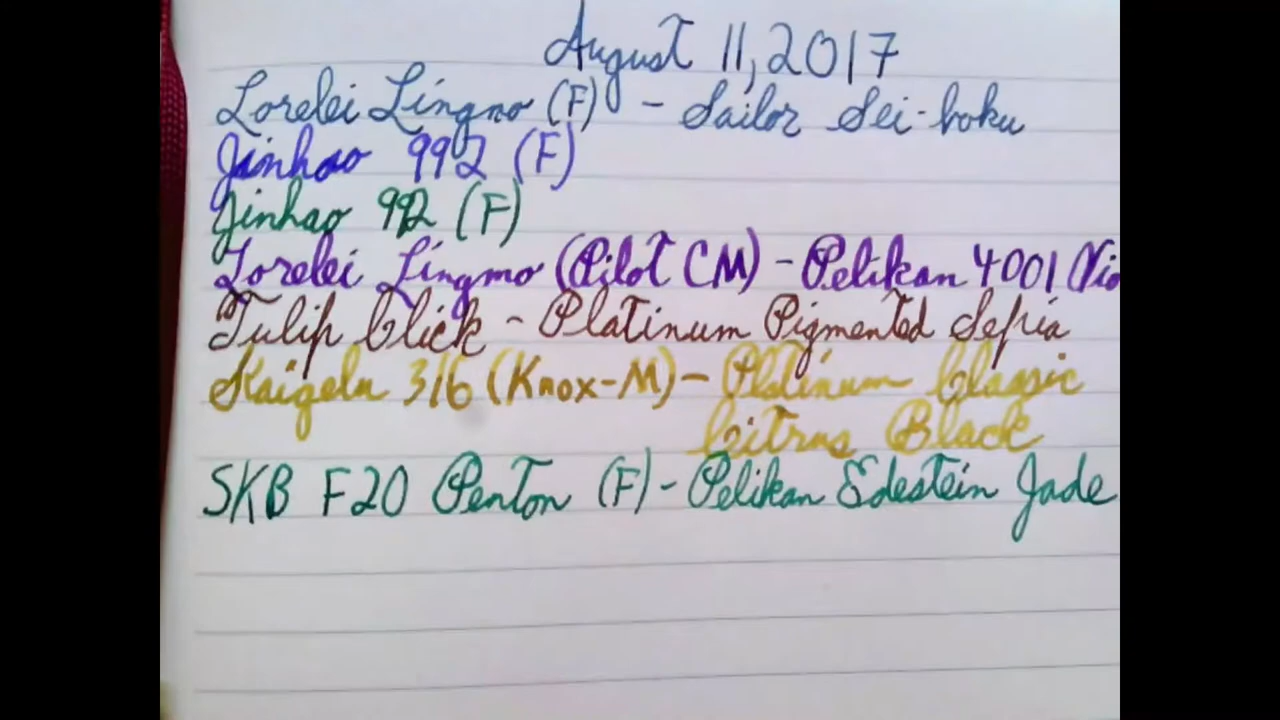 August 11, 2017
Lorelei Lingmo (F) - Sailor Sei-boku
Jinhao 992 (F)
Jinhao 992 (F)
Lorelei Lingmo (Pilot CM) - Pelikan 4001 (Vio
Tulip Click - Platinum Pigmented Sepia
Kaigelu 316 (Knox-M) - Platinum Classic
Citrus Black
SKB F20 Penton (F) - Pelikan Edestein Jade